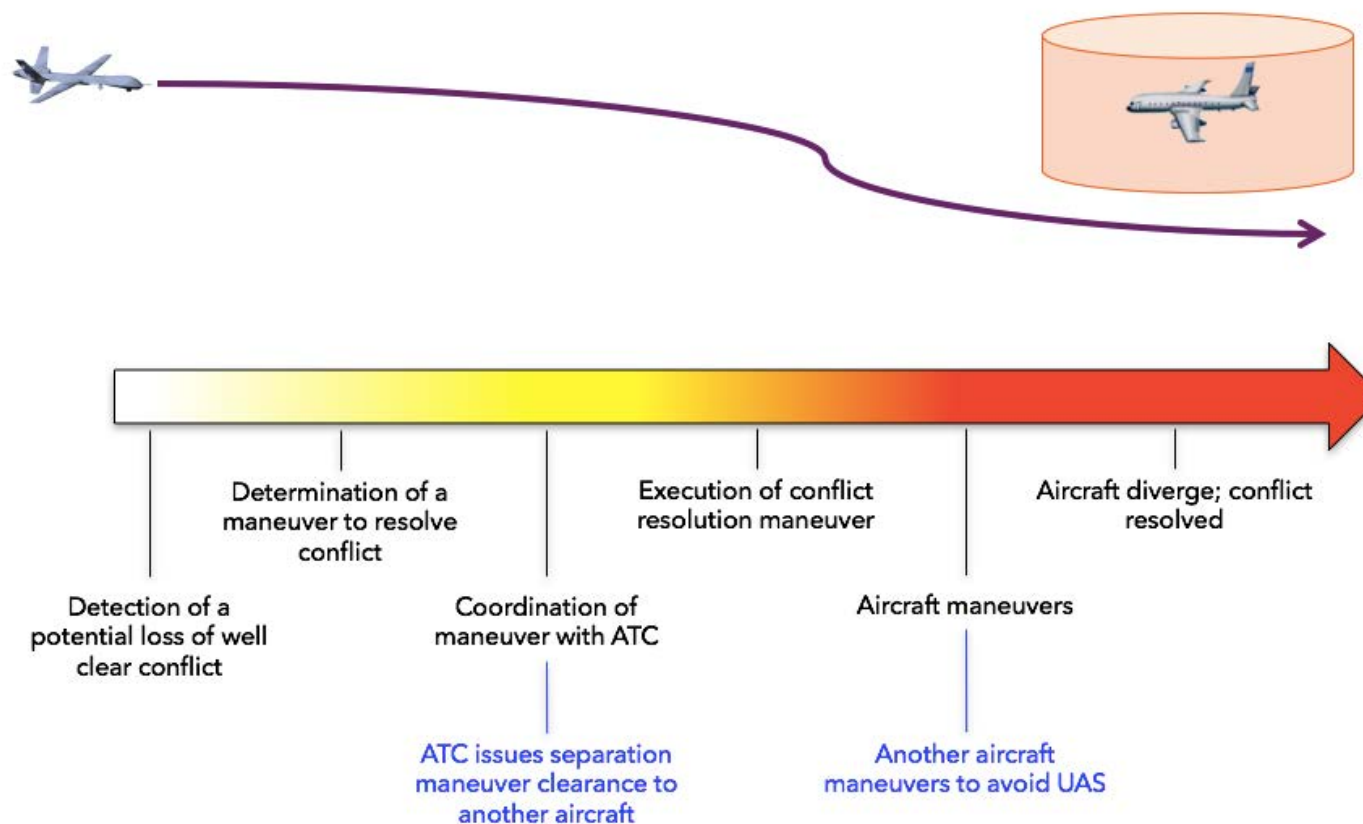 Detection of a
potential loss of well
clear conflict
Determination of a
maneuver to resolve
conflict
Coordination of
maneuver with ATC
ATC issues separation
maneuver clearance to
another aircraft
Execution of conflict
resolution maneuver
Aircraft maneuvers
Another aircraft
maneuvers to avoid UAS
Aircraft diverge; conflict
resolved